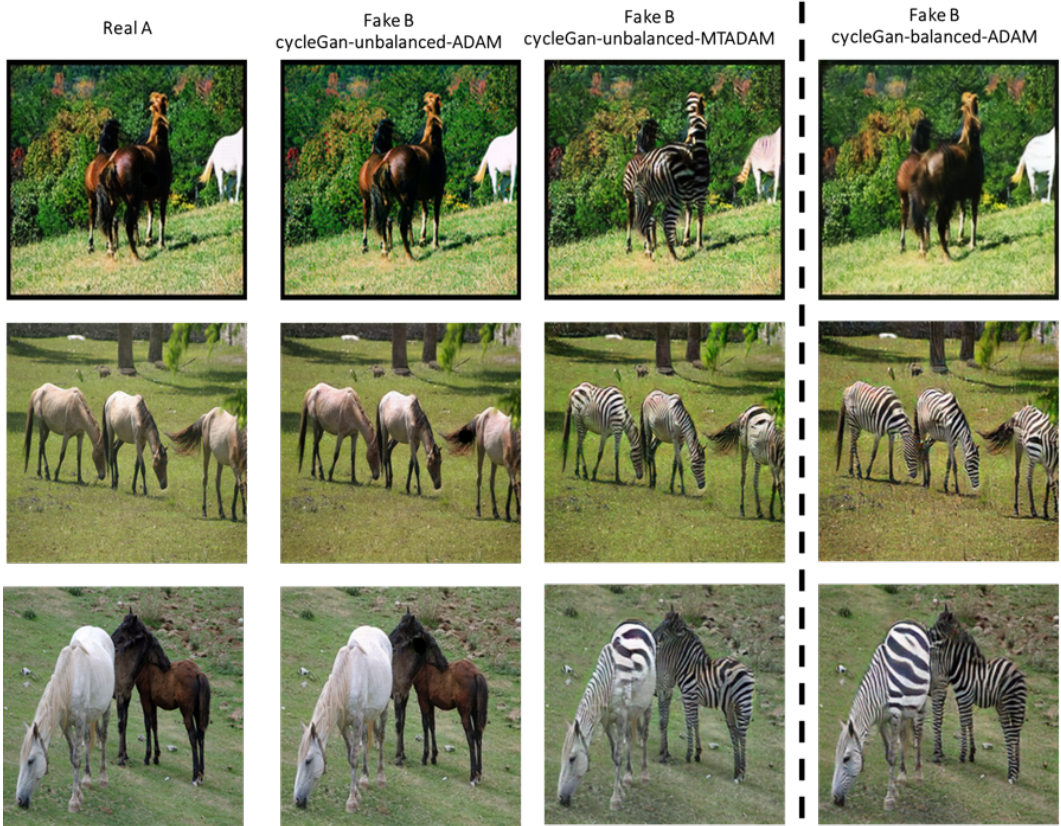 Real A
Fake B
cycleGan-unbalanced-ADAM
Fake B
cycleGan-unbalanced-MTADAM
Fake B
cycleGan-balanced-ADAM